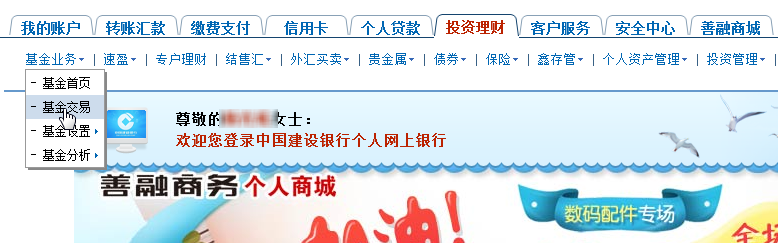 我的账户 转账汇款 缴费支付 信用卡 个人贷款 投资理财 客户服务 安全中心 善融商城
基金业务 | 速盈 | 专户理财 | 结售汇 | 外汇买卖 | 贵金属 | 债券 | 保险 | 鑫存管 | 个人资产管理 | 投资管理 |
- 基金首页
- 基金交易
- 基金设置
- 基金分析
尊敬的 女士：
欢迎您登录中国建设银行个人网上银行
善融商务 个人商城
加油!
数码配件专场
全场